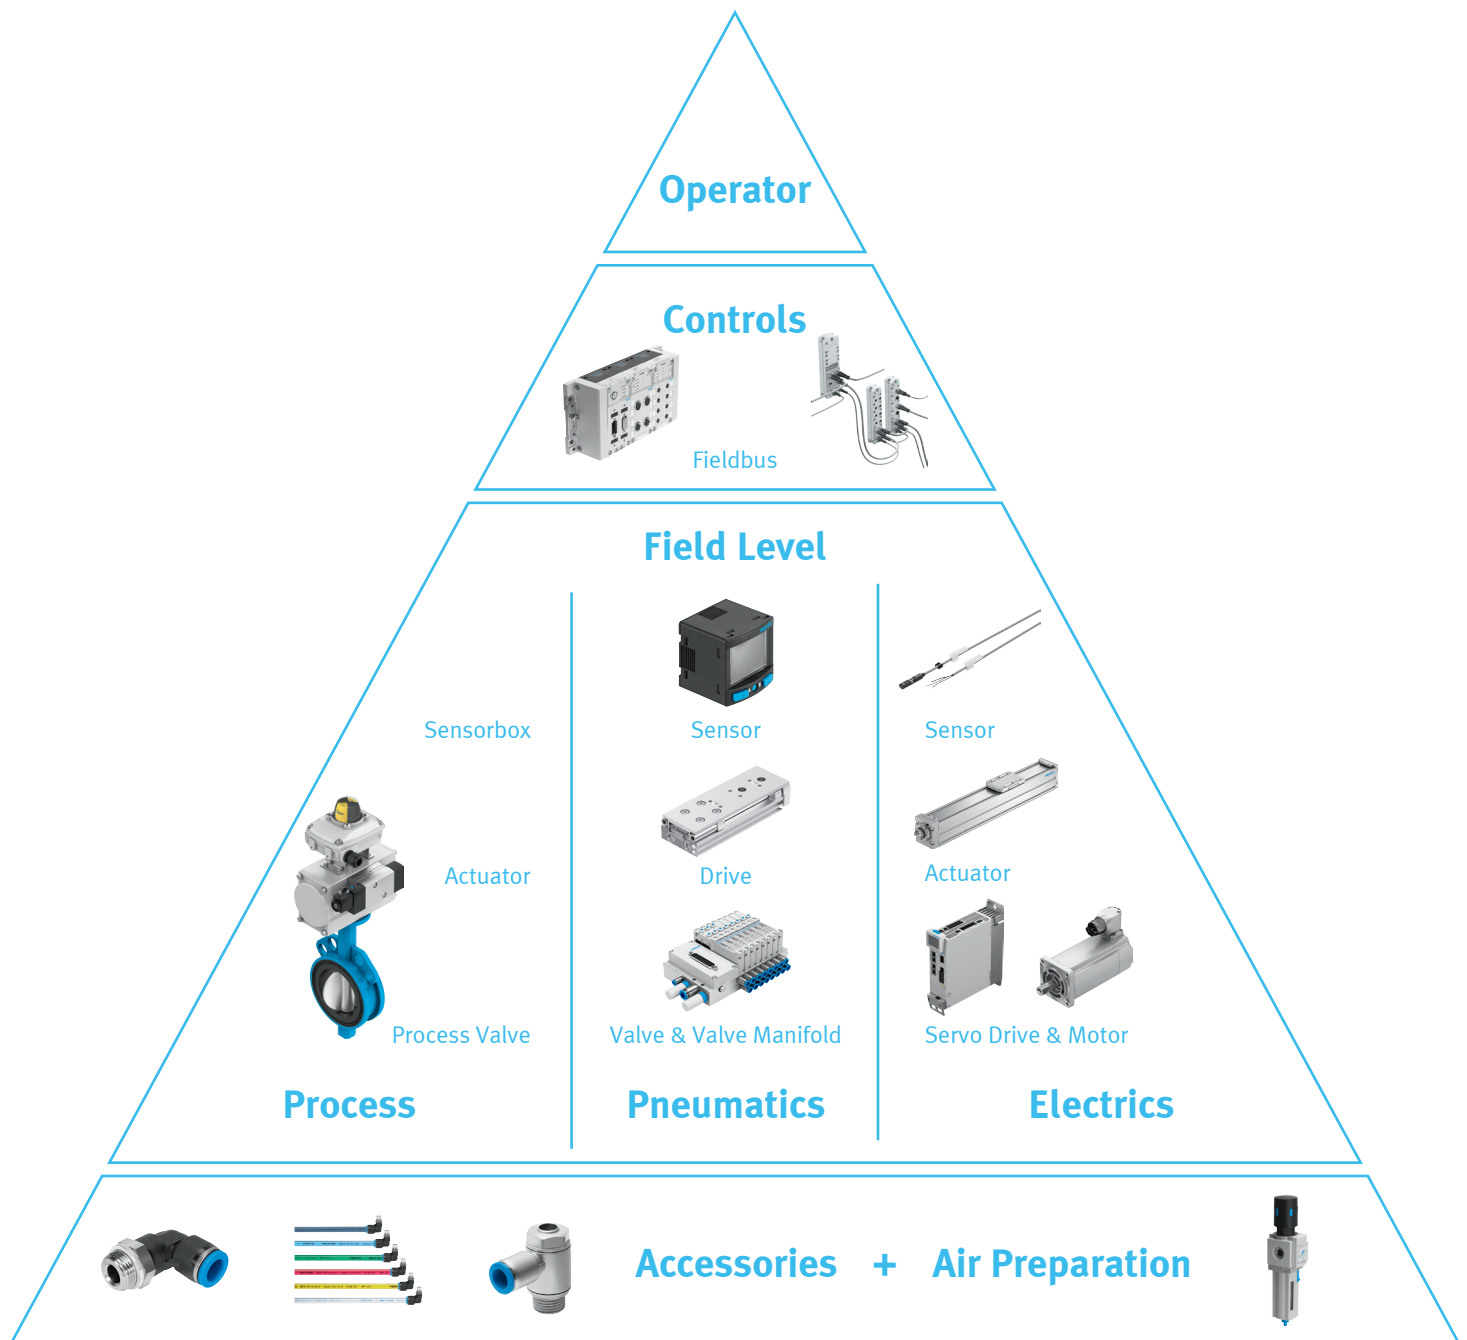 Operator
Controls
Fieldbus
Field Level
Sensorbox
Sensor
Sensor
Actuator
Drive
Actuator
Process Valve
Valve & Valve Manifold
Servo Drive & Motor
Process
Pneumatics
Electrics
Accessories + Air Preparation